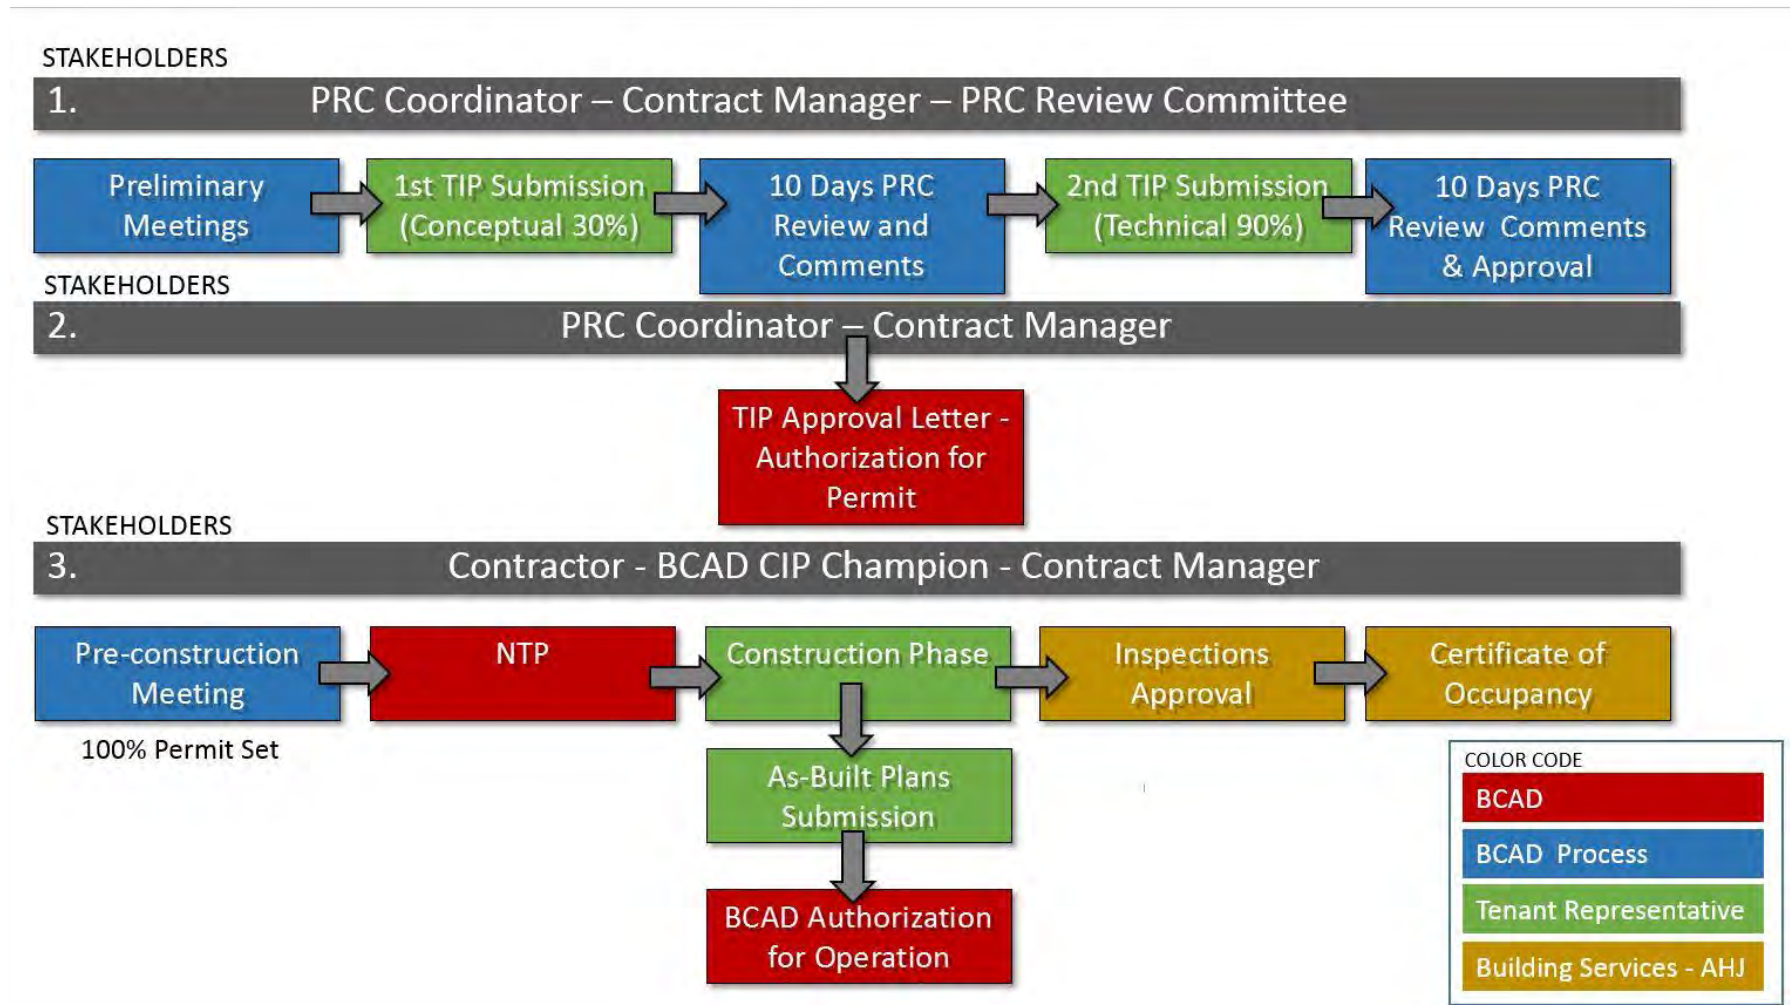 STAKEHOLDERS
1. PRC Coordinator – Contract Manager – PRC Review Committee
Preliminary
Meetings
1st TIP Submission
(Conceptual 30%)
10 Days PRC
Review and
Comments
2nd TIP Submission
(Technical 90%)
10 Days PRC
Review  Comments
& Approval
STAKEHOLDERS
2. PRC Coordinator – Contract Manager
TIP Approval Letter -
Authorization for
Permit
STAKEHOLDERS
3. Contractor - BCAD CIP Champion - Contract Manager
Pre-construction
Meeting
100% Permit Set
NTP
Construction Phase
Inspections
Approval
Certificate of
Occupancy
As-Built Plans
Submission
BCAD Authorization
for Operation
COLOR CODE
BCAD
BCAD  Process
Tenant Representative
Building Services - AHJ